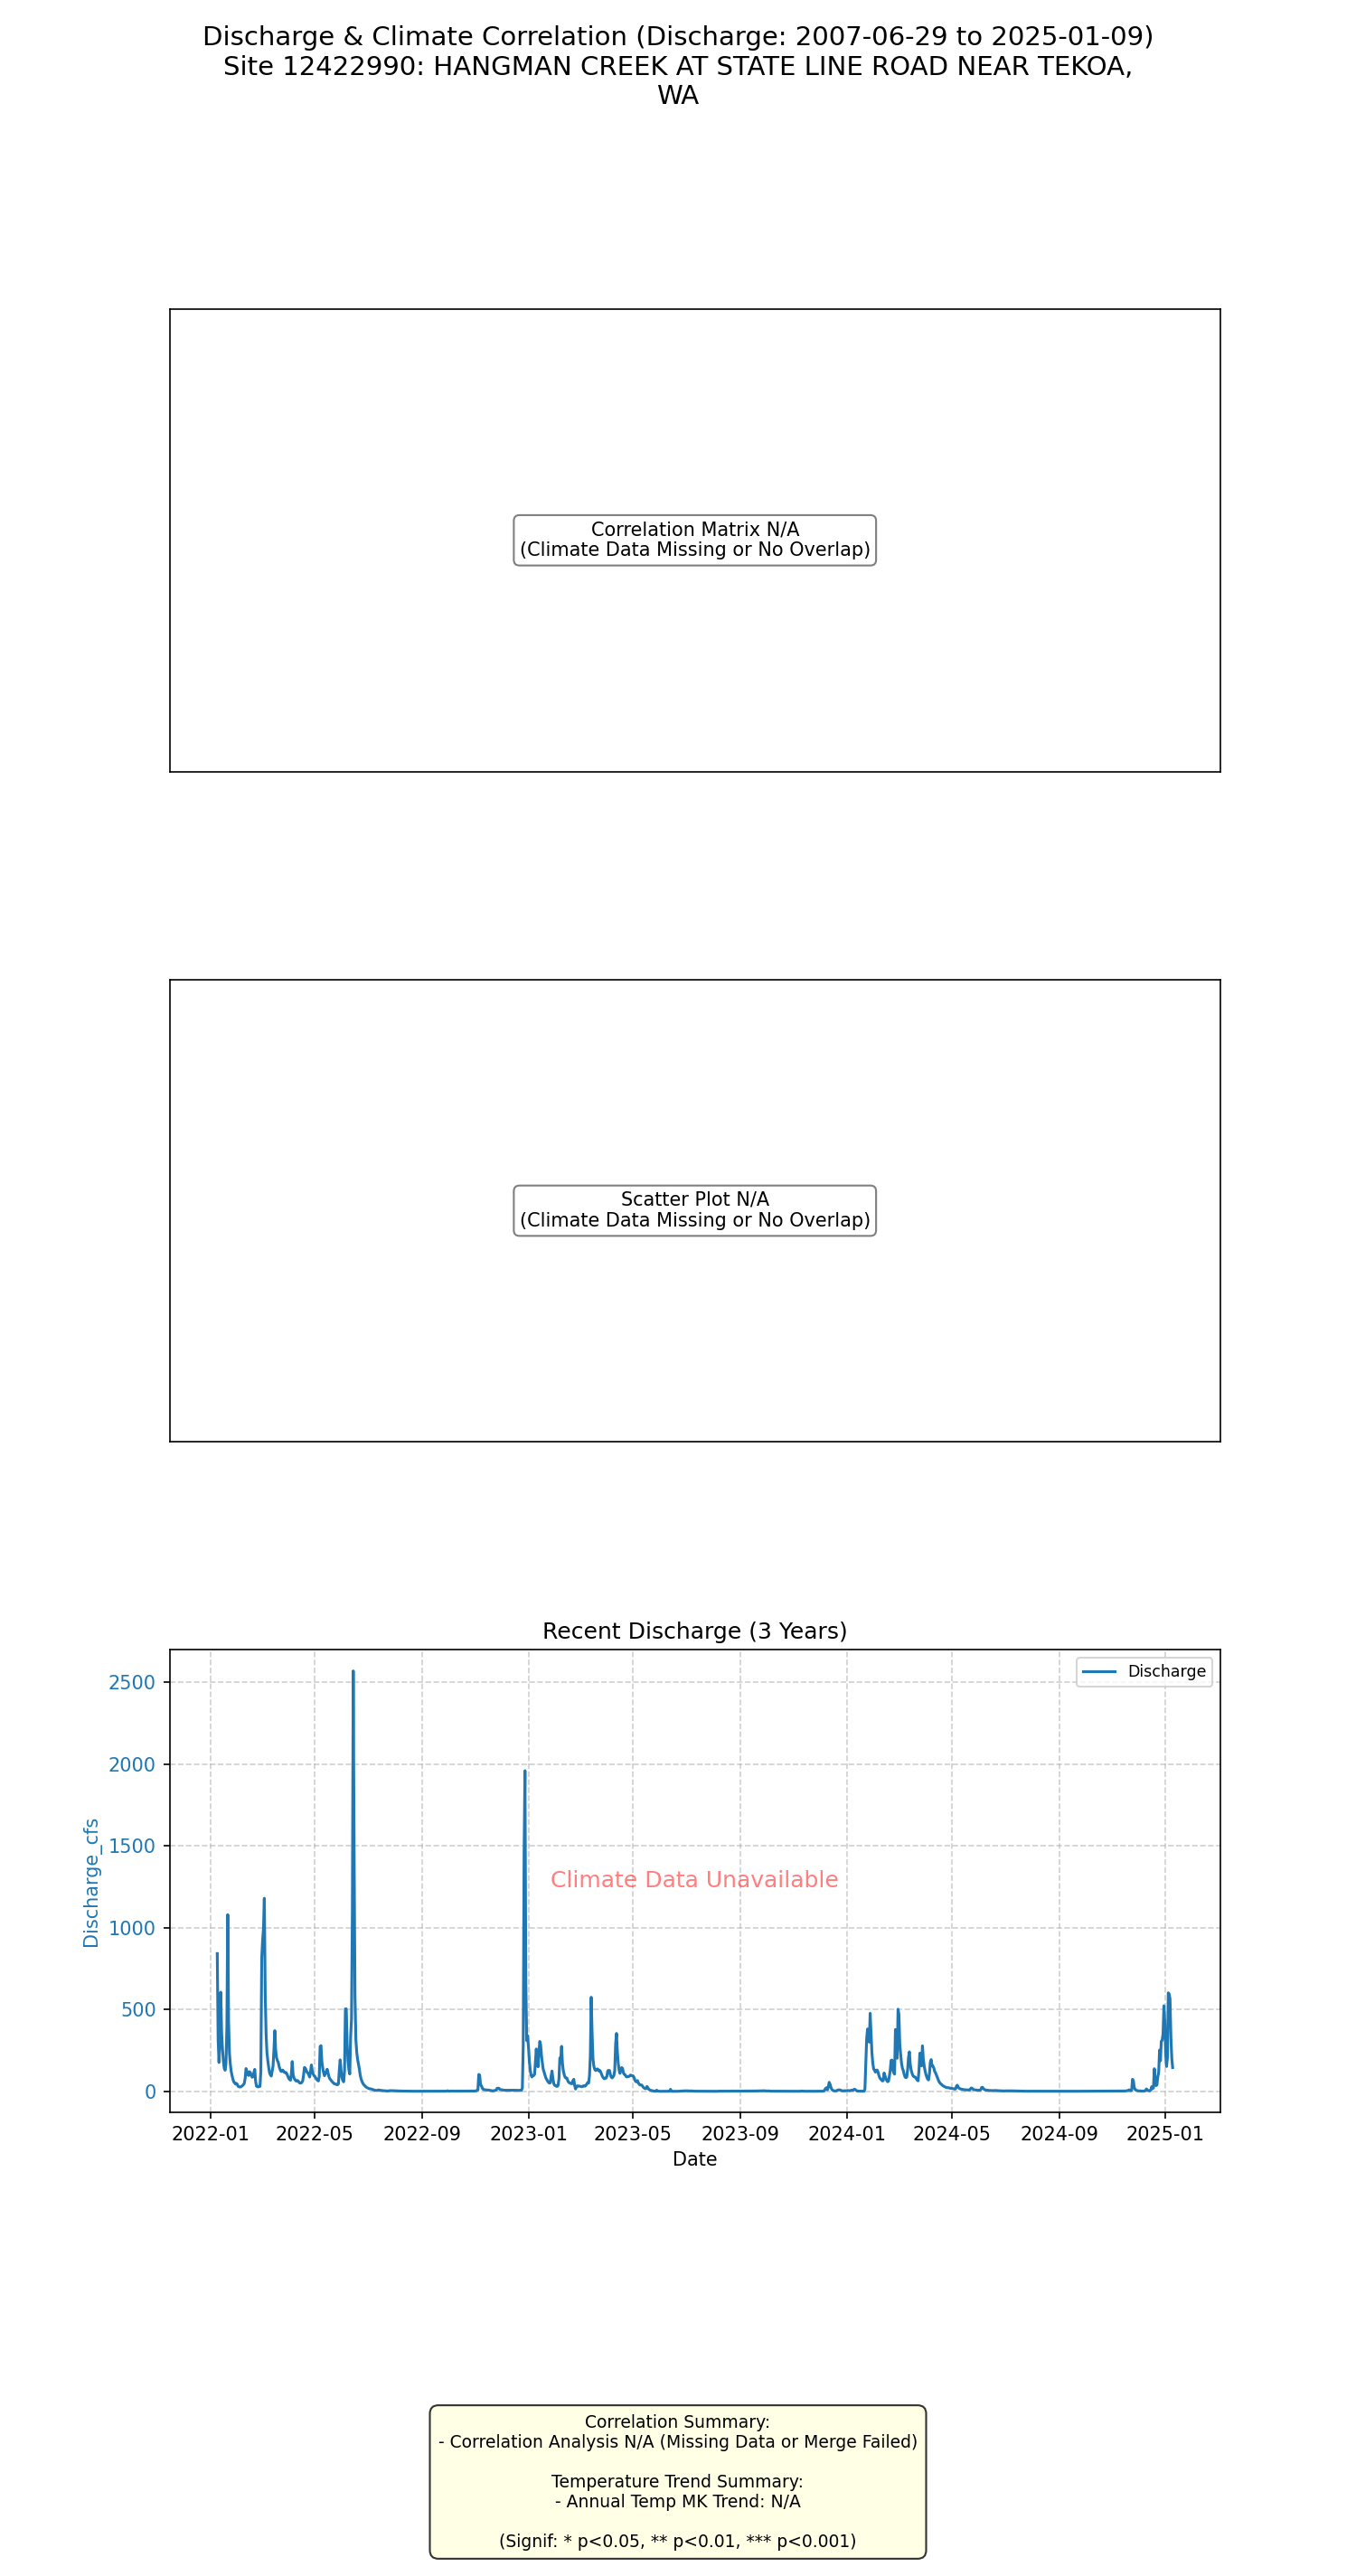 Discharge & Climate Correlation (Discharge: 2007-06-29 to 2025-01-09)
Site 12422990: HANGMAN CREEK AT STATE LINE ROAD NEAR TEKOA,
WA
Correlation Matrix N/A
(Climate Data Missing or No Overlap)
Scatter Plot N/A
(Climate Data Missing or No Overlap)
Recent Discharge (3 Years)
Discharge
2500
2000
1500
1000
500
0
Discharge_cfs
Climate Data Unavailable
2022-01 2022-05 2022-09 2023-01 2023-05 2023-09 2024-01 2024-05 2024-09 2025-01
Date
Correlation Summary:
- Correlation Analysis N/A (Missing Data or Merge Failed)
Temperature Trend Summary:
- Annual Temp MK Trend: N/A
(Signif: * p<0.05, ** p<0.01, *** p<0.001)